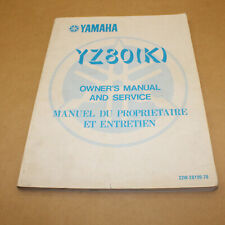 YAMAHA
YZ80(K)
OWNER'S MANUAL
AND SERVICE
MANUEL DU PROPRIETAIRE
ET ENTRETIEN